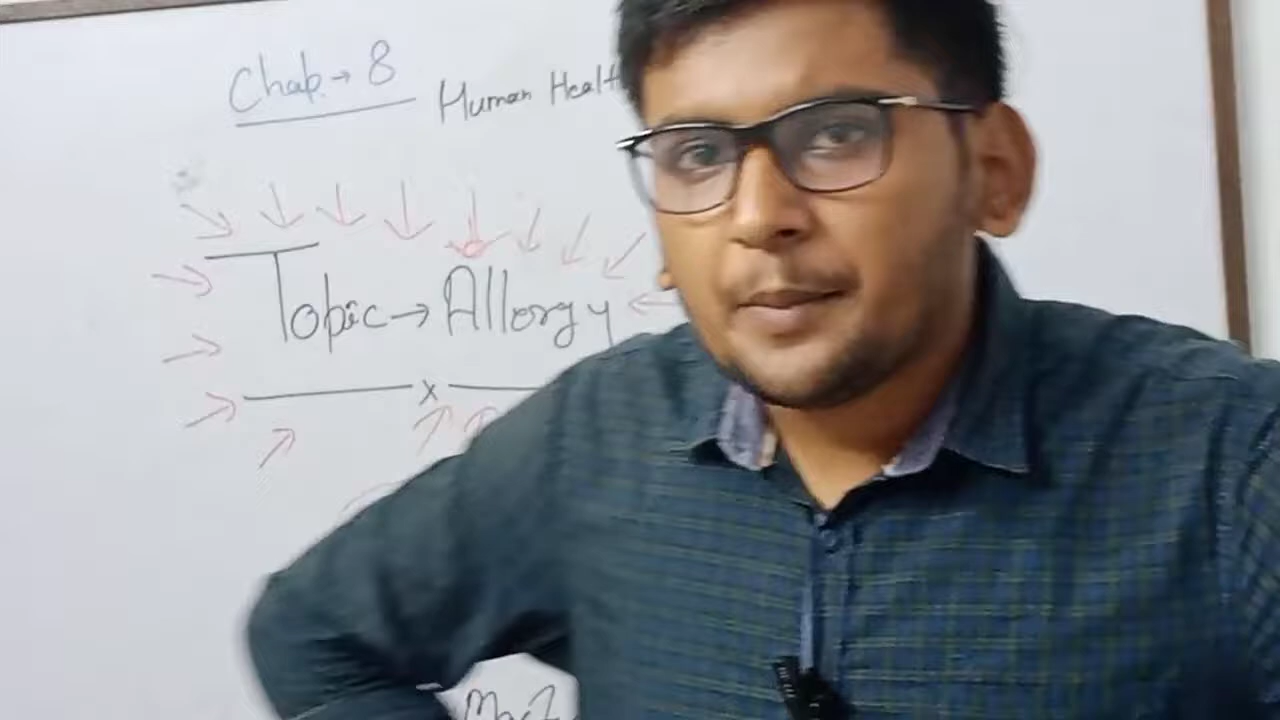 Chap. → 8
Human Healt
Topic → Allergy
x